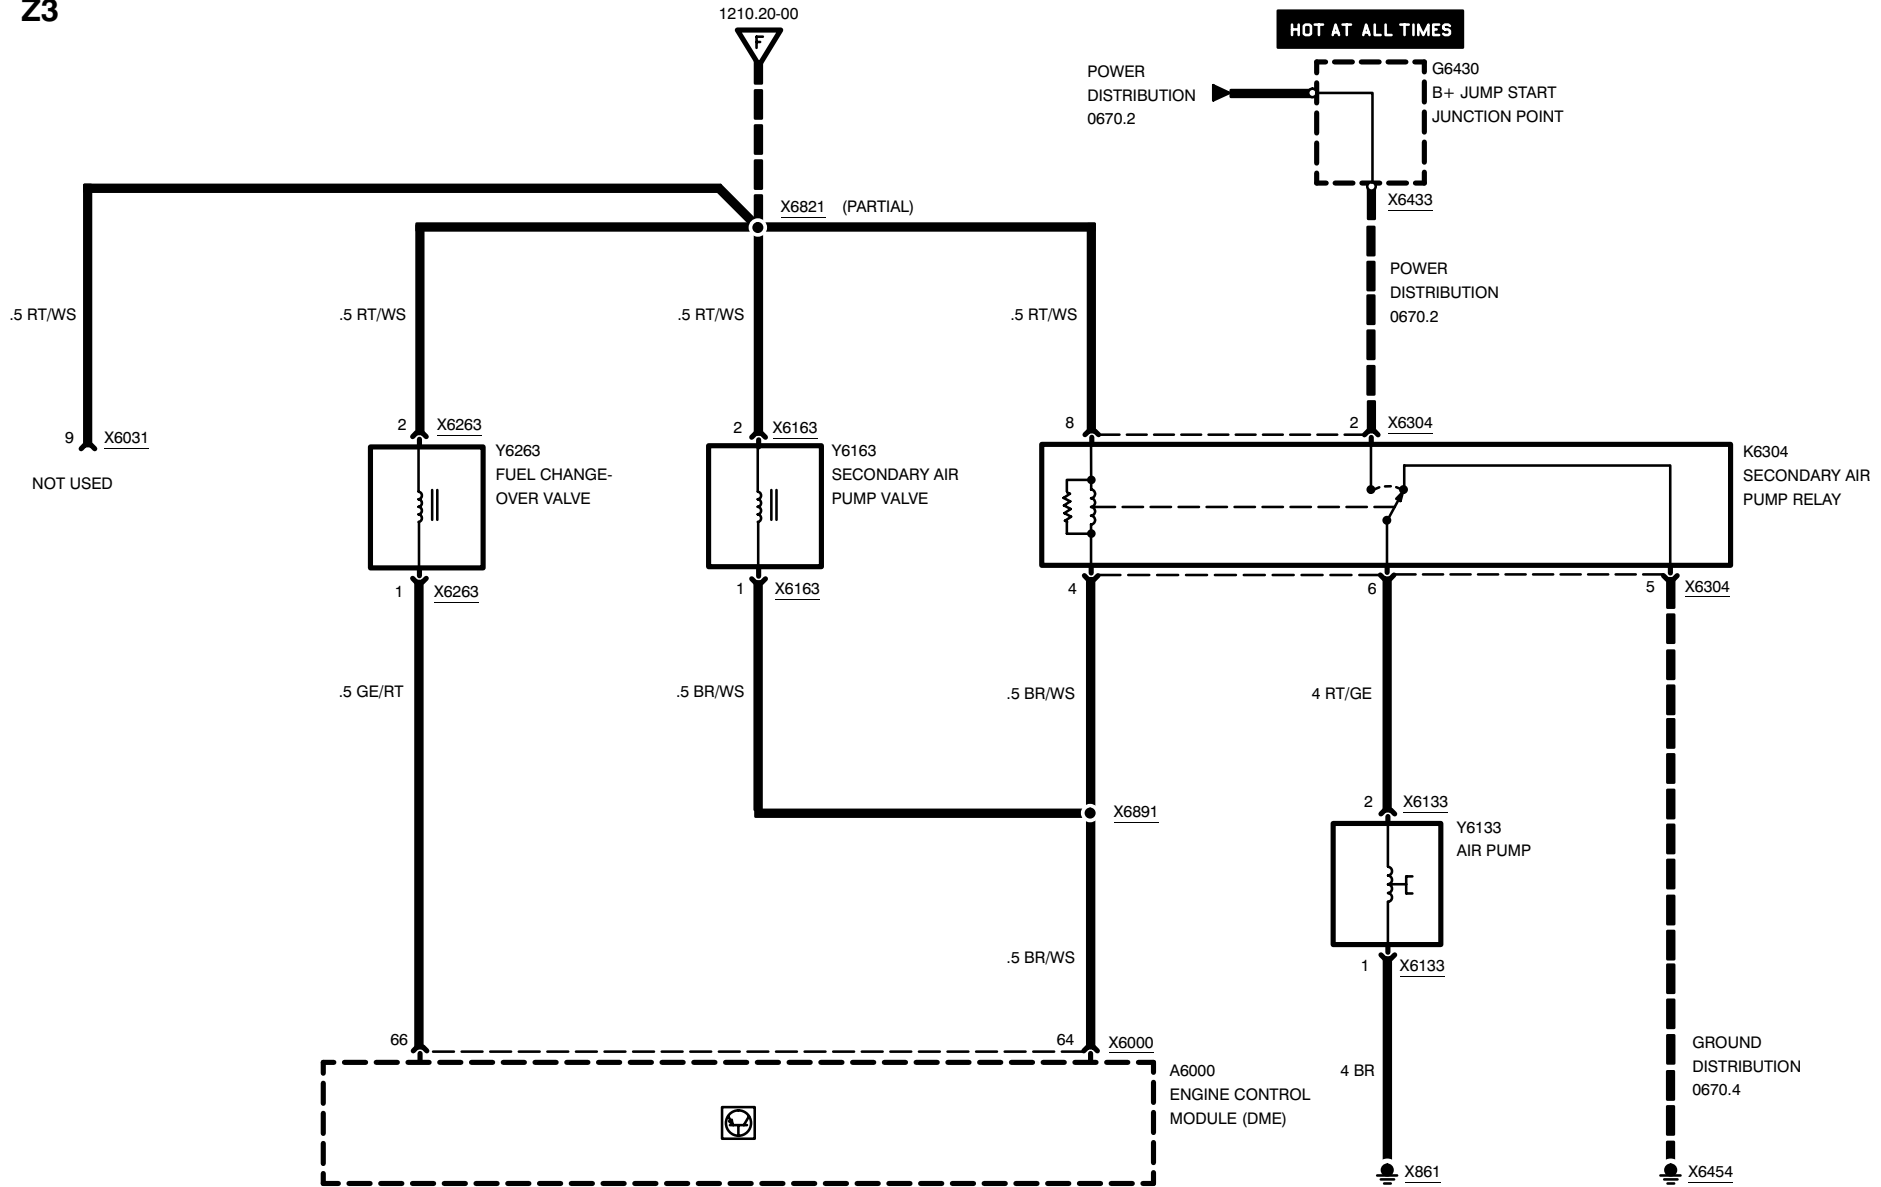 Z3
1210.20-00
F
HOT AT ALL TIMES
POWER
DISTRIBUTION
0670.2
G6430
B+ JUMP START
JUNCTION POINT
X6433
X6821 (PARTIAL)
POWER
DISTRIBUTION
0670.2
.5 RT/WS
.5 RT/WS
.5 RT/WS
.5 RT/WS
9 X6031
NOT USED
2 X6263
Y6263
FUEL CHANGE-
OVER VALVE
2 X6163
Y6163
SECONDARY AIR
PUMP VALVE
8
2 X6304
K6304
SECONDARY AIR
PUMP RELAY
1 X6263
1 X6163
4
6
5 X6304
.5 GE/RT
.5 BR/WS
.5 BR/WS
4 RT/GE
X6891
2 X6133
Y6133
AIR PUMP
1 X6133
.5 BR/WS
66
64 X6000
A6000
ENGINE CONTROL
MODULE (DME)
4 BR
GROUND
DISTRIBUTION
0670.4
X861
X6454